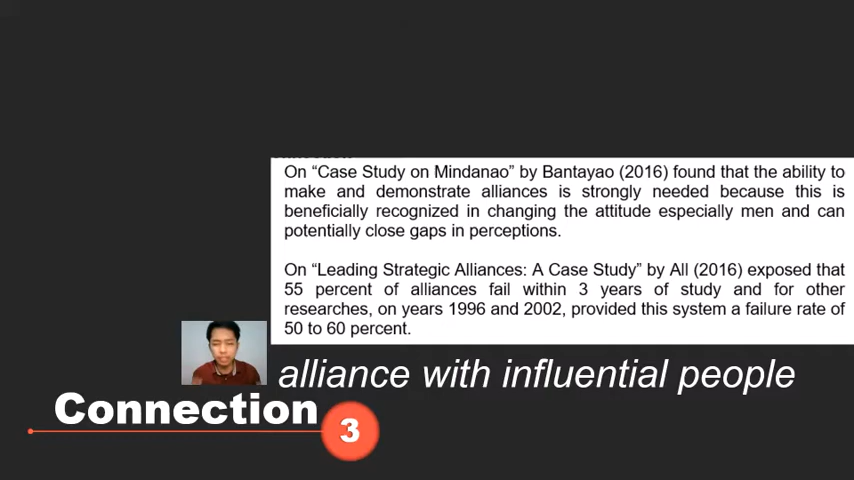 On “Case Study on Mindanao” by Bantayao (2016) found that the ability to
make and demonstrate alliances is strongly needed because this is
beneficially recognized in changing the attitude especially men and can
potentially close gaps in perceptions.
On “Leading Strategic Alliances: A Case Study” by All (2016) exposed that
55 percent of alliances fail within 3 years of study and for other
researches, on years 1996 and 2002, provided this system a failure rate of
50 to 60 percent.
alliance with influential people
Connection
3